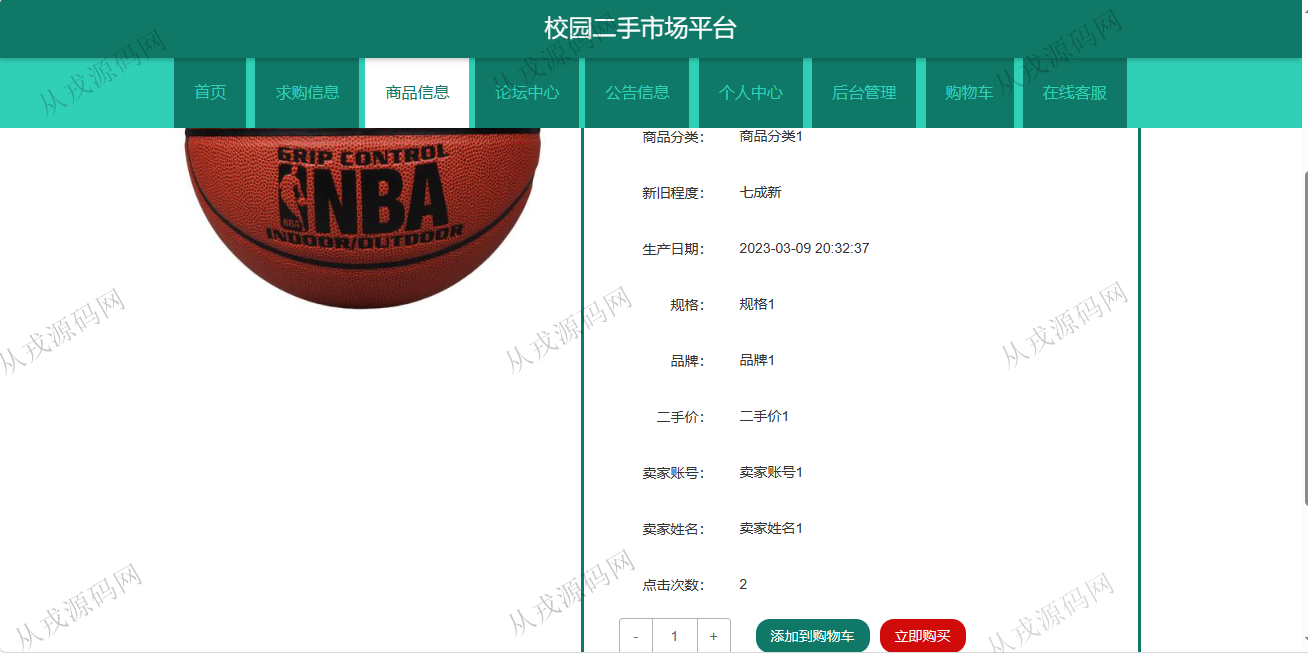 校园二手市场平台
首页 求购信息 商品信息 论坛中心 公告信息 个人中心 后台管理 购物车 在线客服
GRIP CONTROL
NBA
NBA
INDOOR/OUTDOOR
商品分类： 商品分类1
新旧程度： 七成新
生产日期： 2023-03-09 20:32:37
规格： 规格1
品牌： 品牌1
二手价： 二手价1
卖家账号： 卖家账号1
卖家姓名： 卖家姓名1
点击次数： 2
- 1 + 添加到购物车 立即购买
从戎源码网
从戎源码网
从戎源码网
从戎源码网
从戎源码网
从戎源码网
从戎源码网
从戎源码网
从戎源码网